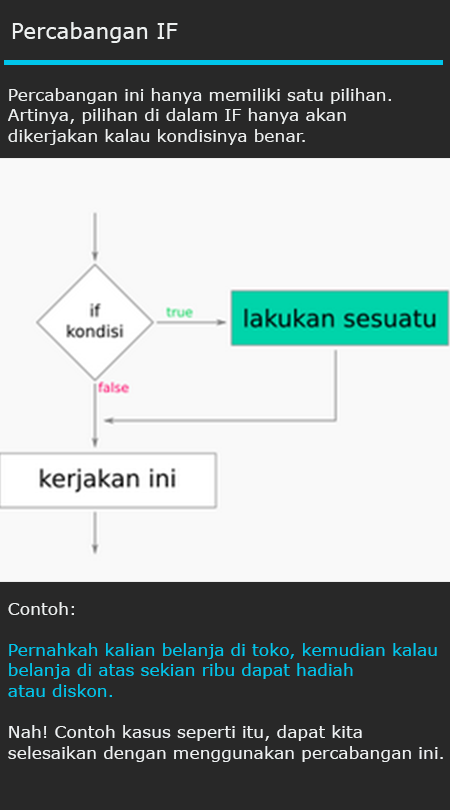 Percabangan IF
Percabangan ini hanya memiliki satu pilihan.
Artinya, pilihan di dalam IF hanya akan
dikerjakan kalau kondisinya benar.
if
kondisi
true
lakukan sesuatu
false
kerjakan ini
Contoh:
Pernahkah kalian belanja di toko, kemudian kalau
belanja di atas sekian ribu dapat hadiah
atau diskon.
Nah! Contoh kasus seperti itu, dapat kita
selesaikan dengan menggunakan percabangan ini.